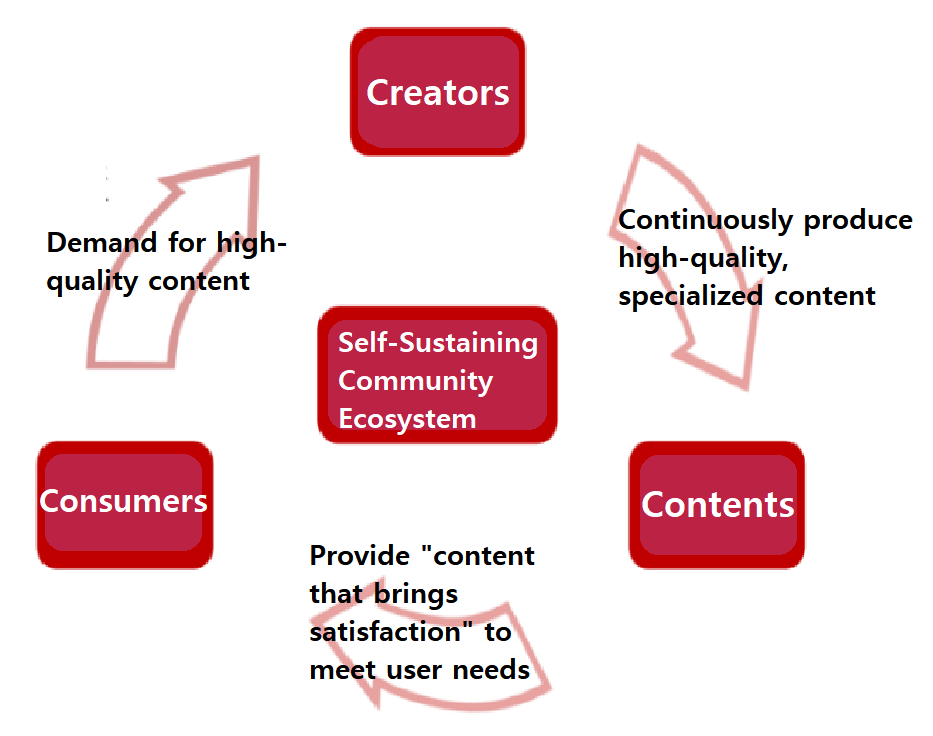 Creators
Demand for high-
quality content
Continuously produce
high-quality,
specialized content
Self-Sustaining
Community
Ecosystem
Consumers
Contents
Provide "content
that brings
satisfaction" to
meet user needs